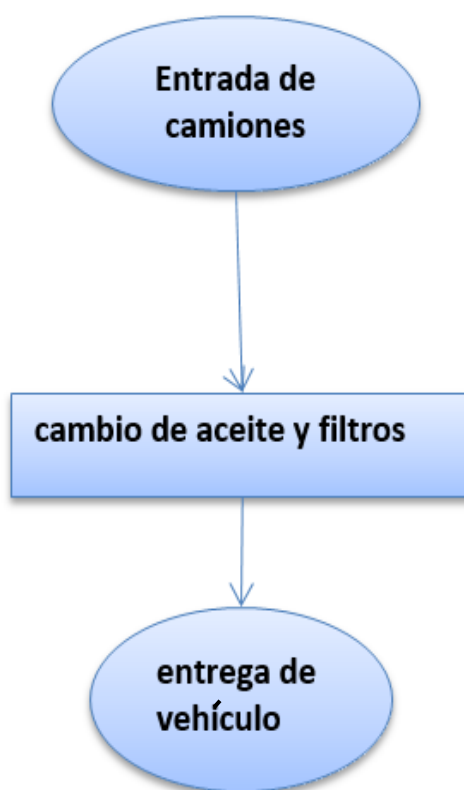 Entrada de
camiones
cambio de aceite y filtros
entrega de
vehículo